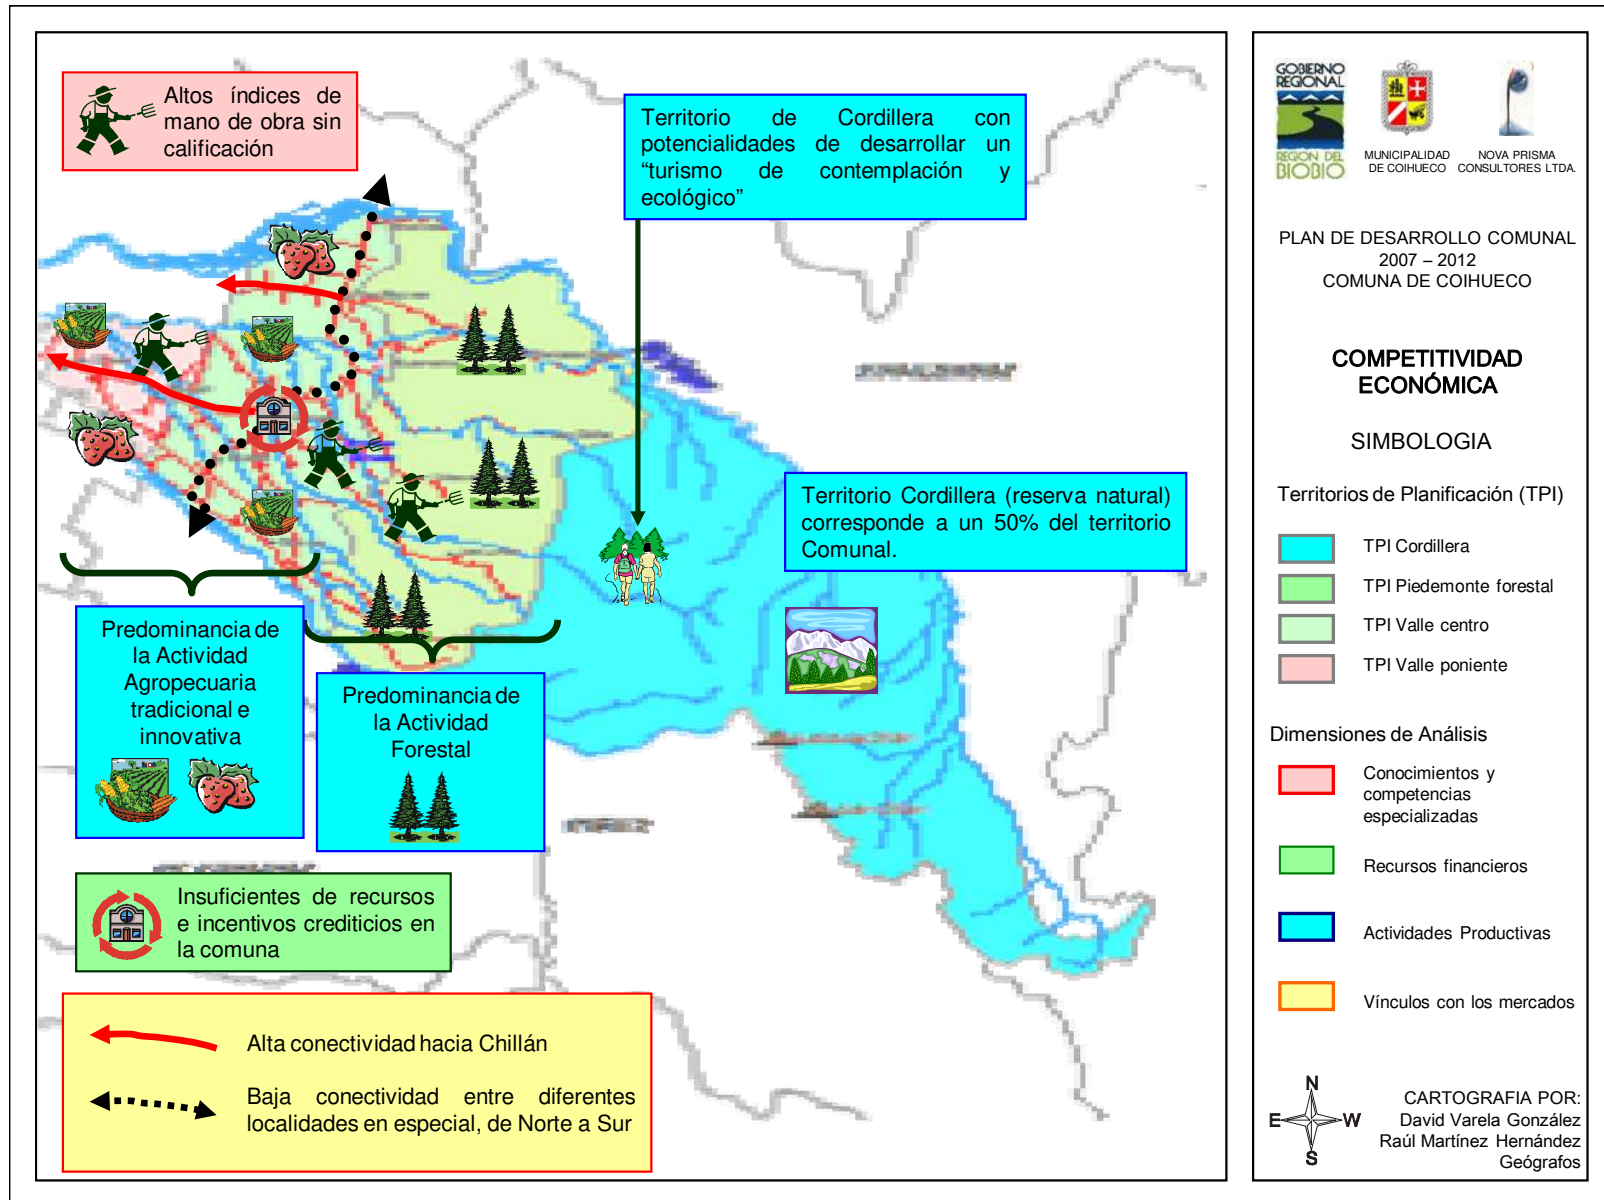 Altos índices de
mano de obra sin
calificación
Territorio de Cordillera con
potencialidades de desarrollar un
“turismo de contemplación y
ecológico”
Territorio Cordillera (reserva natural)
corresponde a un 50% del territorio
Comunal.
Predominancia de
la Actividad
Agropecuaria
tradicional e
innovativa
Predominancia de
la Actividad
Forestal
Insuficientes de recursos
e incentivos crediticios en
la comuna
Alta conectividad hacia Chillán
Baja conectividad entre diferentes
localidades en especial, de Norte a Sur
GOBIERNO
REGIONAL
REGION DEL
BIOBIO
MUNICIPALIDAD
DE COIHUECO
NOVA PRISMA
CONSULTORES LTDA.
PLAN DE DESARROLLO COMUNAL
2007 – 2012
COMUNA DE COIHUECO
COMPETITIVIDAD
ECONÓMICA
SIMBOLOGIA
Territorios de Planificación (TPI)
TPI Cordillera
TPI Piedemonte forestal
TPI Valle centro
TPI Valle poniente
Dimensiones de Análisis
Conocimientos y
competencias
especializadas
Recursos financieros
Actividades Productivas
Vínculos con los mercados
N
E W
S
CARTOGRAFIA POR:
David Varela González
Raúl Martínez Hernández
Geógrafos